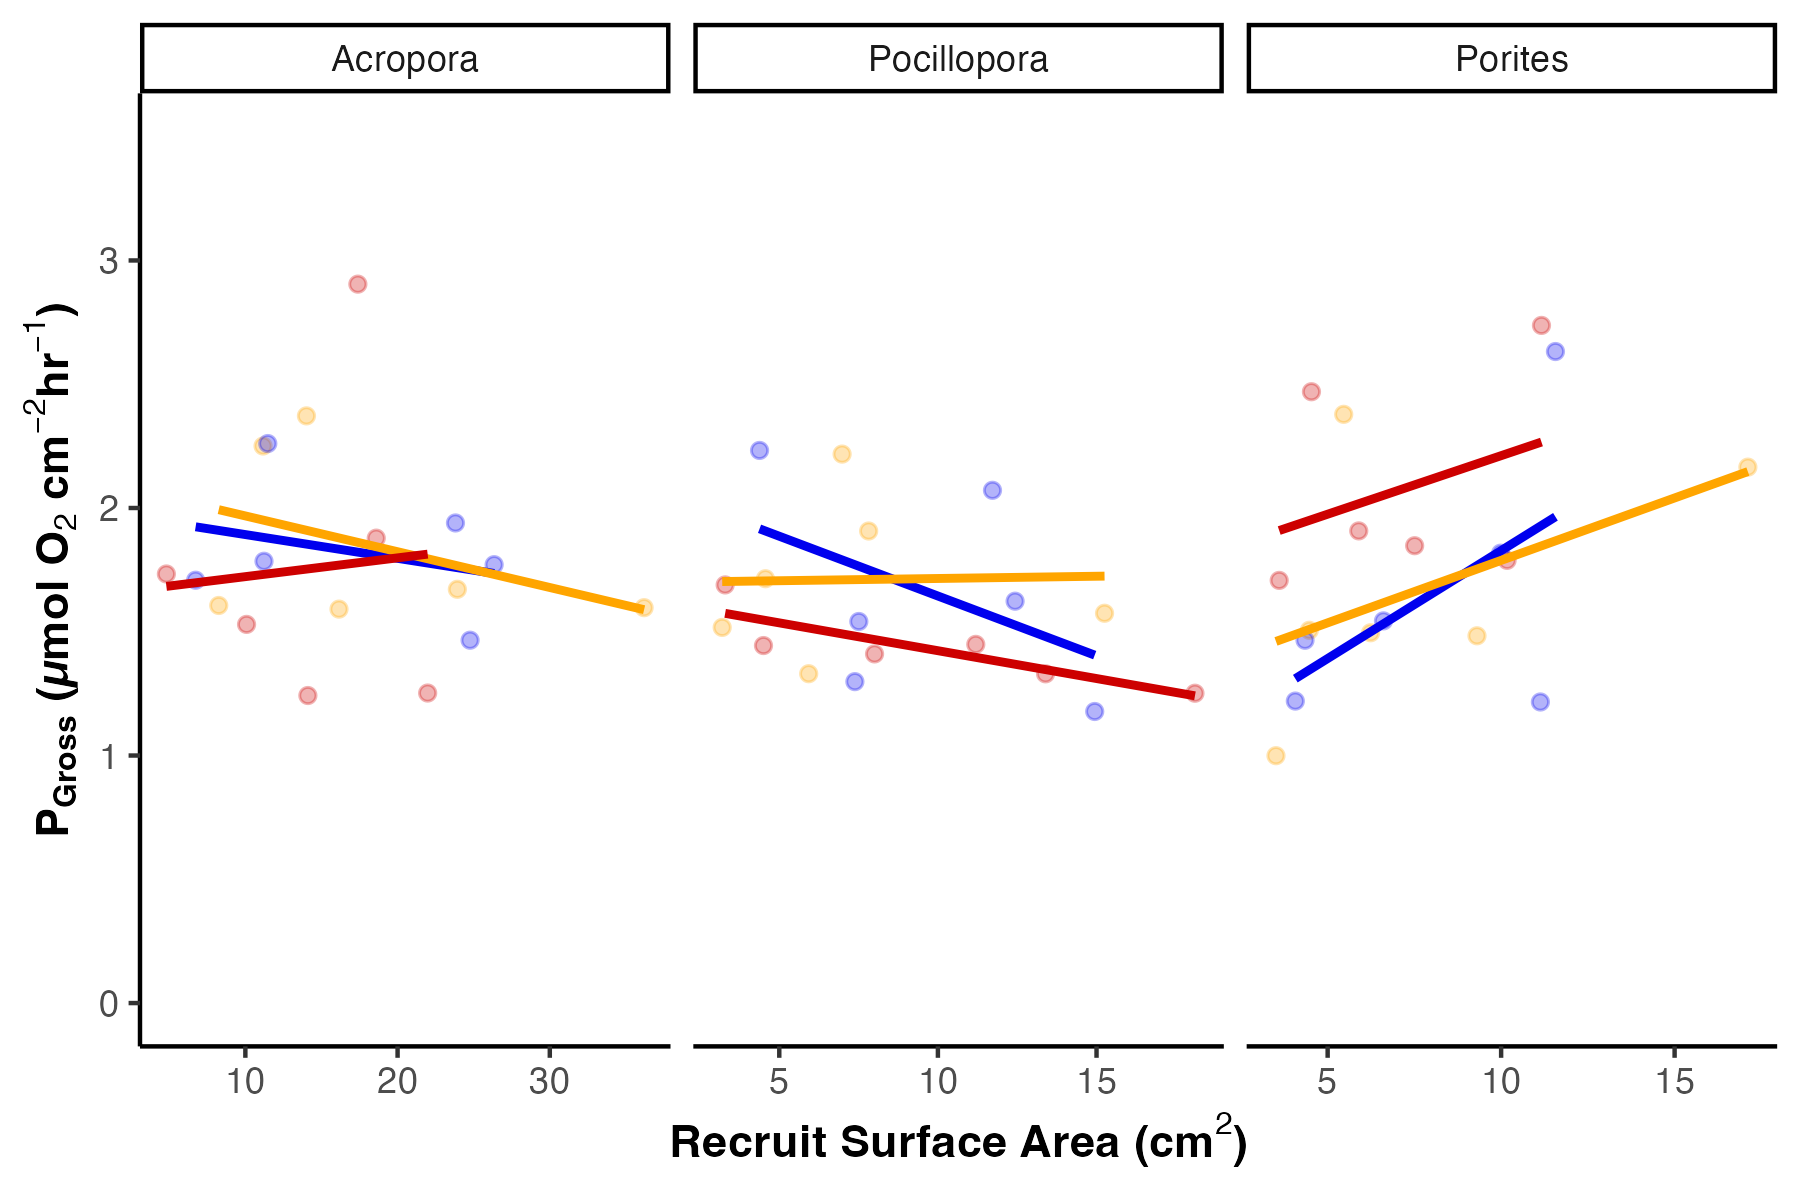 Acropora Pocillopora Porites
3
2
1
0
P_Gross (µmol O₂ cm⁻²hr⁻¹)
10 20 30 5 10 15 5 10 15
Recruit Surface Area (cm²)